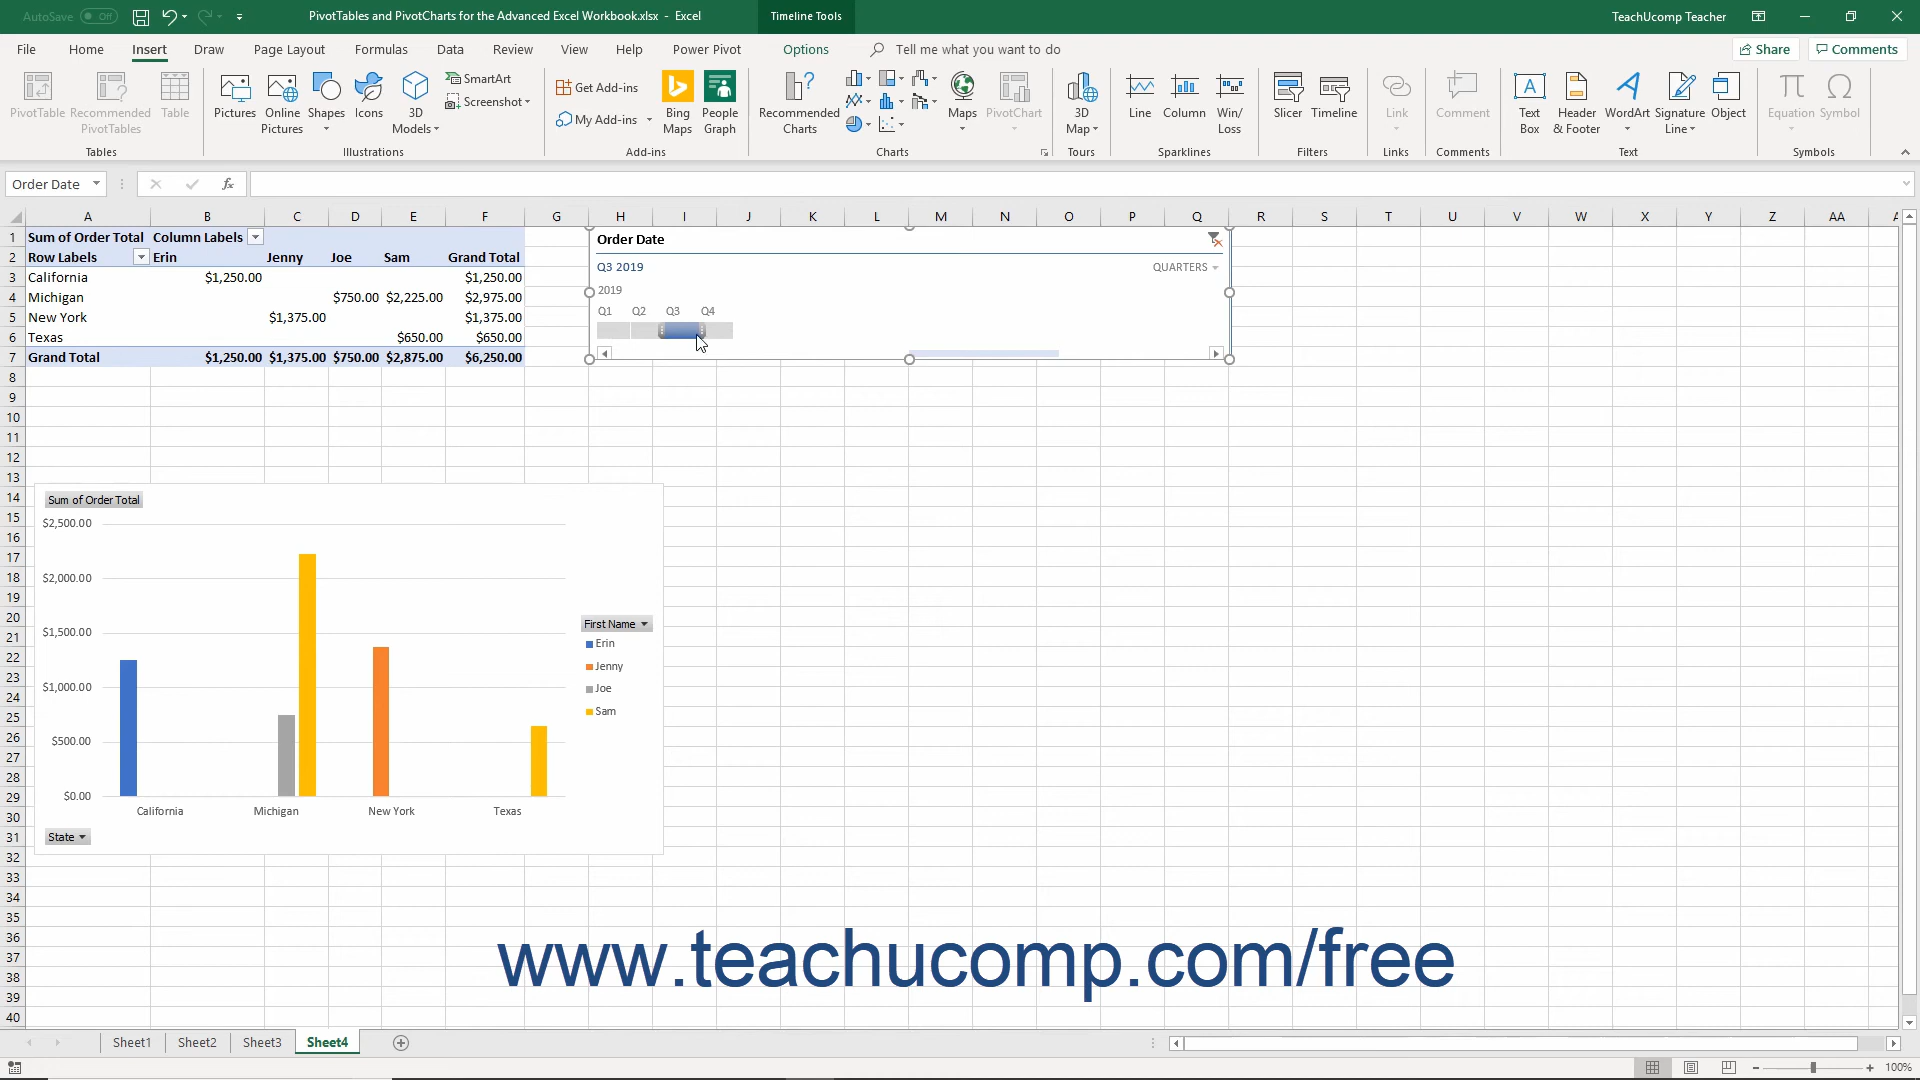 AutoSave Off PivotTables and PivotCharts for the Advanced Excel Workbook.xlsx - Excel Timeline Tools TeachUcomp Teacher
File Home Insert Draw Page Layout Formulas Data Review View Help Power Pivot Options Tell me what you want to do Share Comments
PivotTable Recommended PivotTables Table
Pictures Online Pictures Shapes Icons 3D Models SmartArt Screenshot
Get Add-ins My Add-ins Bing Maps People Graph
Recommended Charts Maps PivotChart
3D Map Line Column Win/Loss Slicer Timeline Link Comment
Text Box Header & Footer WordArt Signature Line Object Equation Symbol
Tables Illustrations Add-ins Charts Tours Sparklines Filters Links Comments Text Symbols
Order Date fx
A B C D E F G H I J K L M N O P Q R S T U V W X Y Z AA
1 Sum of Order Total Column Labels
2 Row Labels Erin Jenny Joe Sam Grand Total
3 California $1,250.00 $1,250.00
4 Michigan $750.00 $2,225.00 $2,975.00
5 New York $1,375.00 $1,375.00
6 Texas $650.00 $650.00
7 Grand Total $1,250.00 $1,375.00 $750.00 $2,875.00 $6,250.00
Order Date
Q3 2019 QUARTERS
2019
Q1 Q2 Q3 Q4
8
9
10
11
12
13
14
15
16
17
18
19
20
21
22
23
24
25
26
27
28
29
30
31
32
33
34
35
36
37
38
39
40
Sum of Order Total
$2,500.00
$2,000.00
$1,500.00
$1,000.00
$500.00
$0.00
California Michigan New York Texas
First Name
Erin
Jenny
Joe
Sam
State
www.teachucomp.com/free
Sheet1 Sheet2 Sheet3 Sheet4
100%